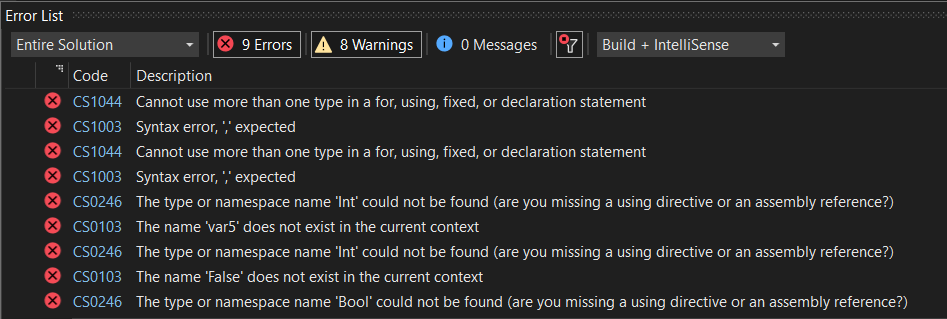 Error List
Entire Solution 9 Errors 8 Warnings 0 Messages Build + IntelliSense
Code Description
CS1044 Cannot use more than one type in a for, using, fixed, or declaration statement
CS1003 Syntax error, ',' expected
CS1044 Cannot use more than one type in a for, using, fixed, or declaration statement
CS1003 Syntax error, ',' expected
CS0246 The type or namespace name 'Int' could not be found (are you missing a using directive or an assembly reference?)
CS0103 The name 'var5' does not exist in the current context
CS0246 The type or namespace name 'Int' could not be found (are you missing a using directive or an assembly reference?)
CS0103 The name 'False' does not exist in the current context
CS0246 The type or namespace name 'Bool' could not be found (are you missing a using directive or an assembly reference?)